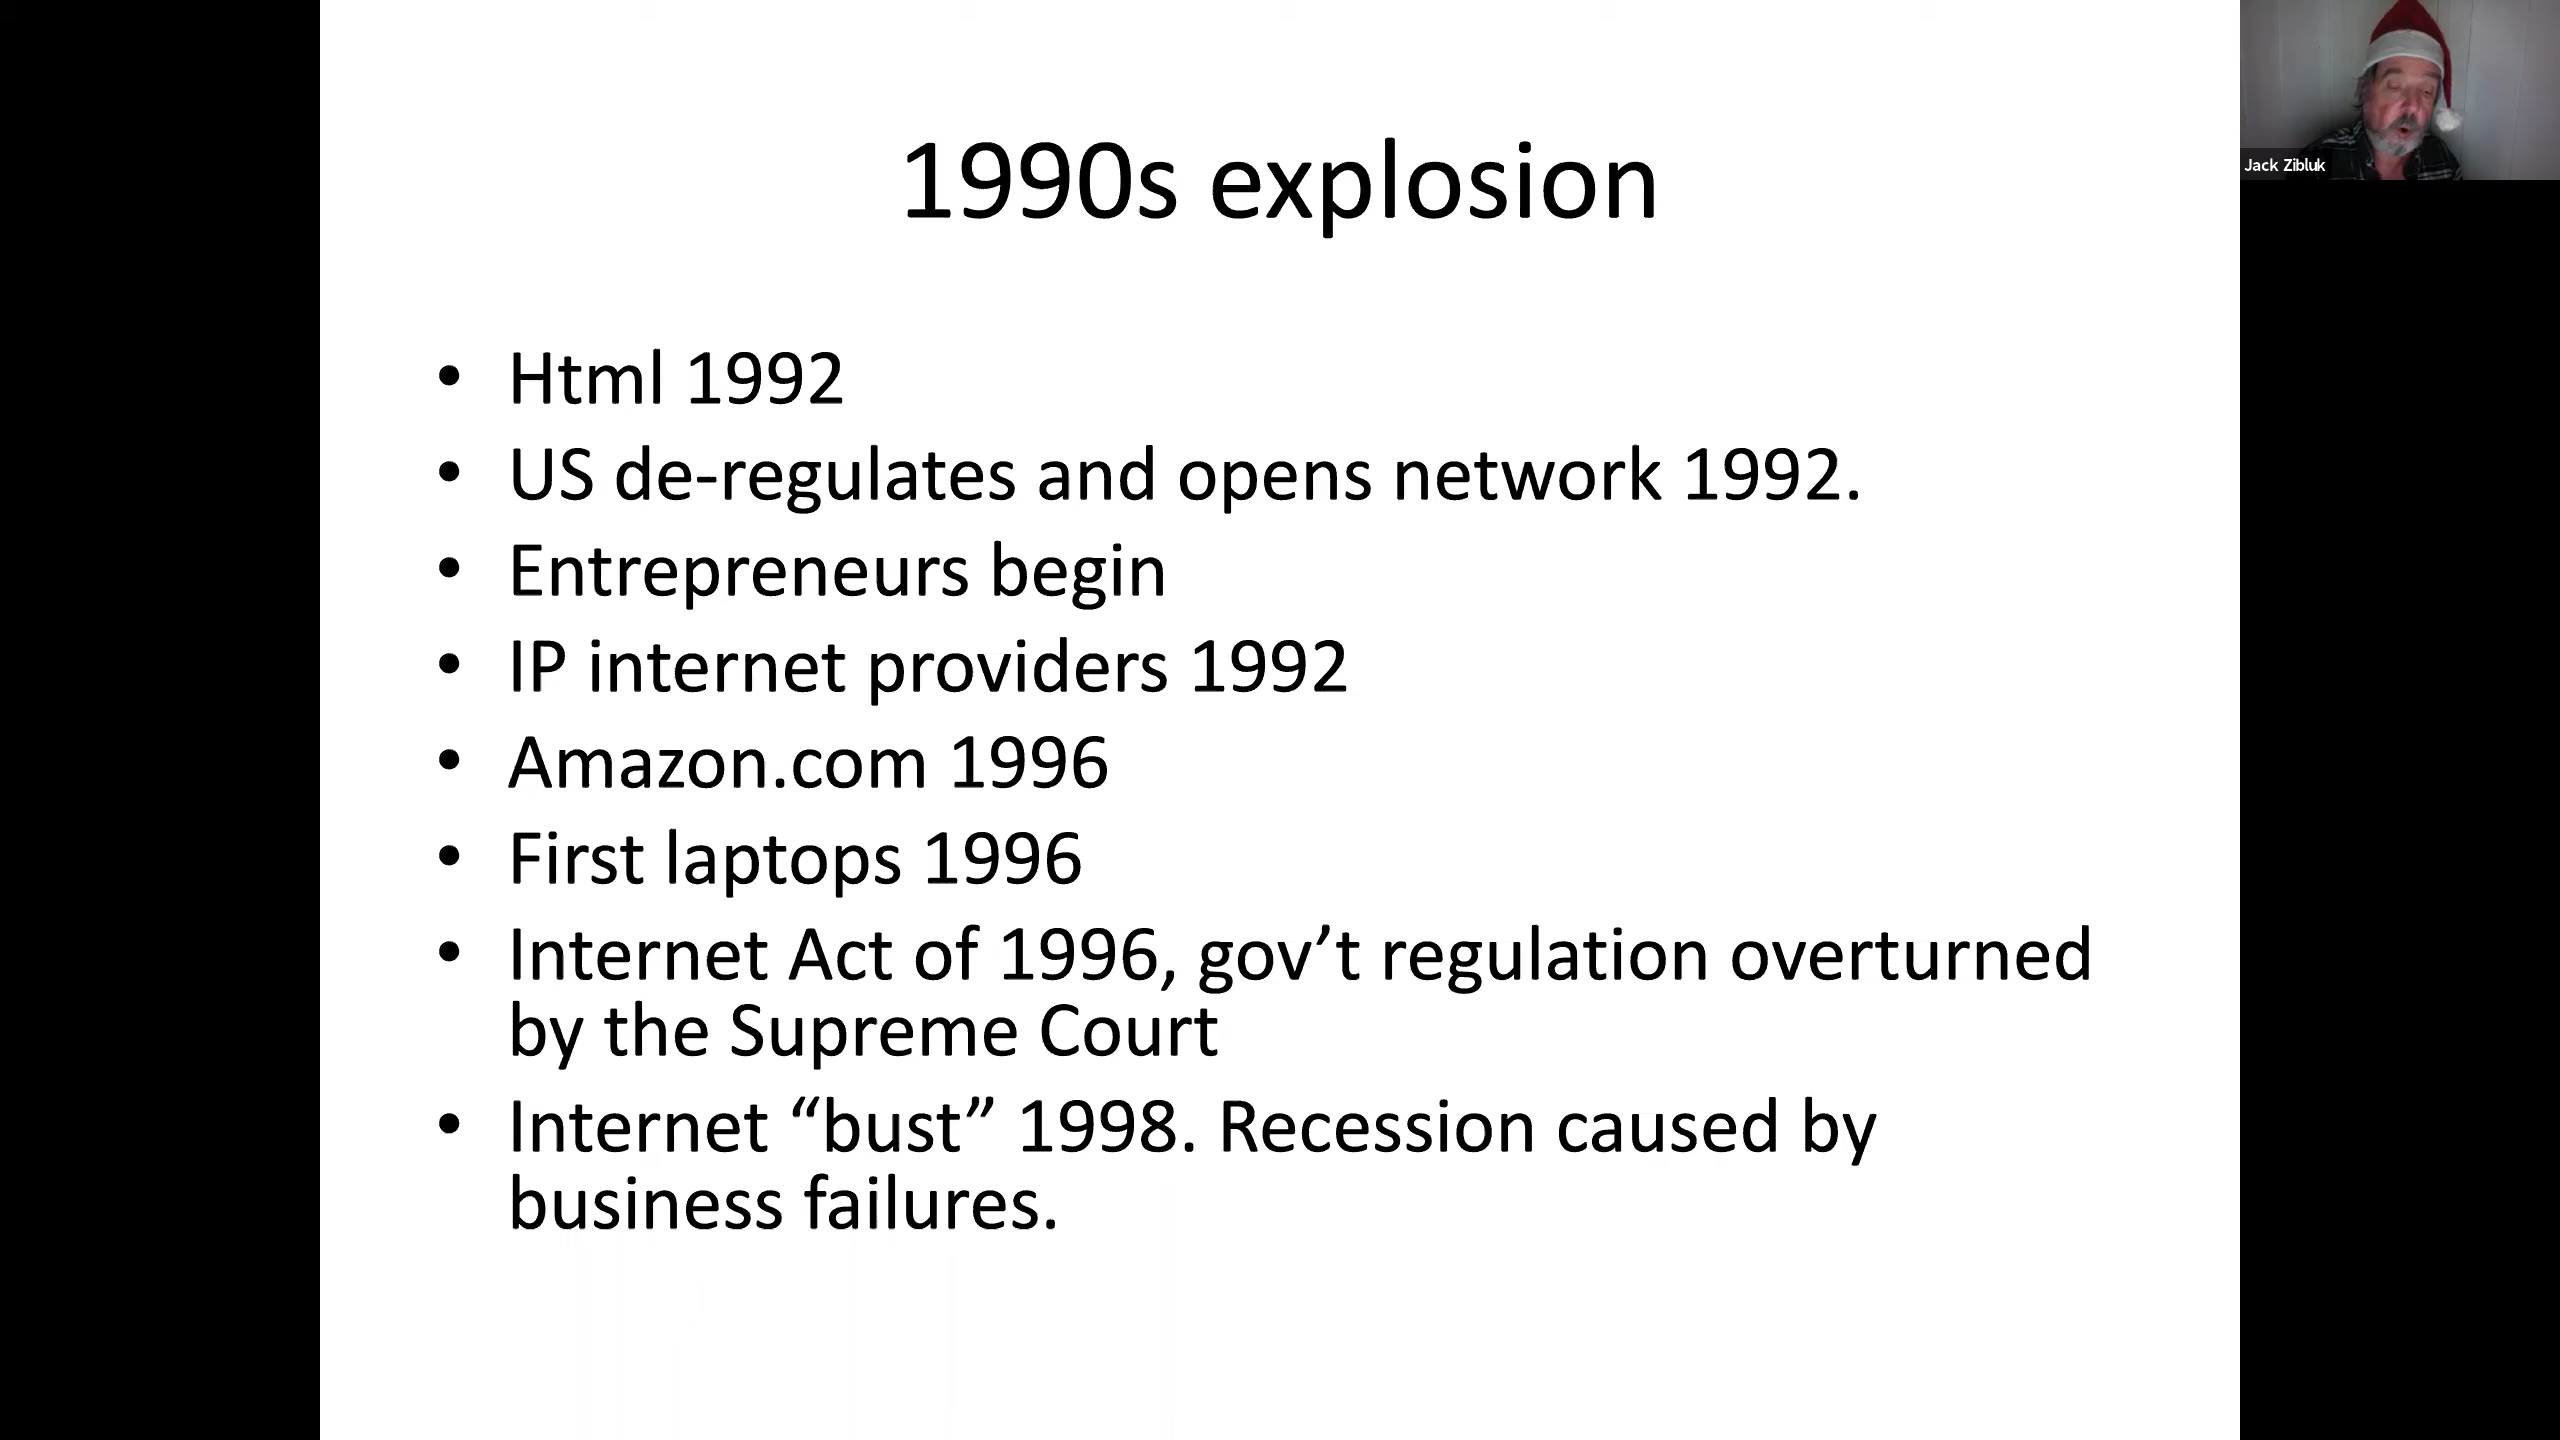 1990s explosion
Jack Zibluk
• Html 1992
• US de-regulates and opens network 1992.
• Entrepreneurs begin
• IP internet providers 1992
• Amazon.com 1996
• First laptops 1996
• Internet Act of 1996, gov’t regulation overturned
by the Supreme Court
• Internet “bust” 1998. Recession caused by
business failures.